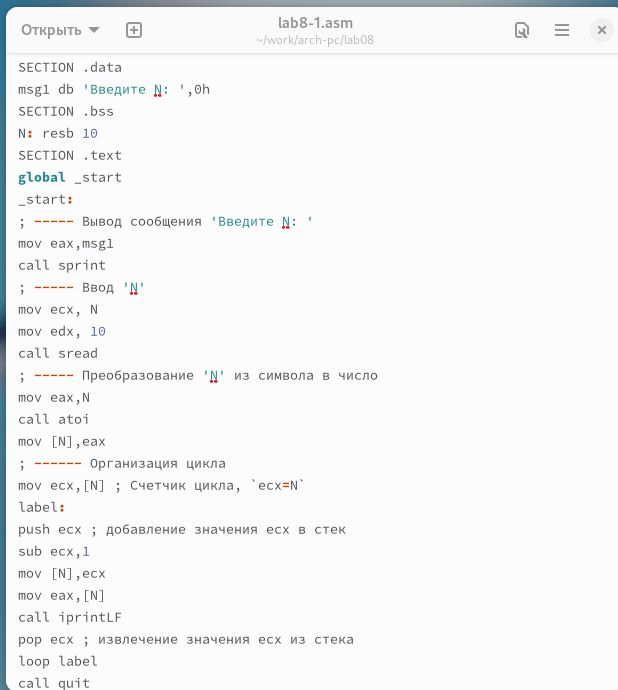 Открыть
lab8-1.asm
~/work/arch-pc/lab08
SECTION .data
msg1 db 'Введите N: ',0h
SECTION .bss
N: resb 10
SECTION .text
global _start
_start:
; ----- Вывод сообщения 'Введите N: '
mov eax,msg1
call sprint
; ----- Ввод 'N'
mov ecx, N
mov edx, 10
call sread
; ----- Преобразование 'N' из символа в число
mov eax,N
call atoi
mov [N],eax
; ------ Организация цикла
mov ecx,[N] ; Счетчик цикла, `ecx=N`
label:
push ecx ; добавление значения ecx в стек
sub ecx,1
mov [N],ecx
mov eax,[N]
call iprintLF
pop ecx ; извлечение значения ecx из стека
loop label
call quit